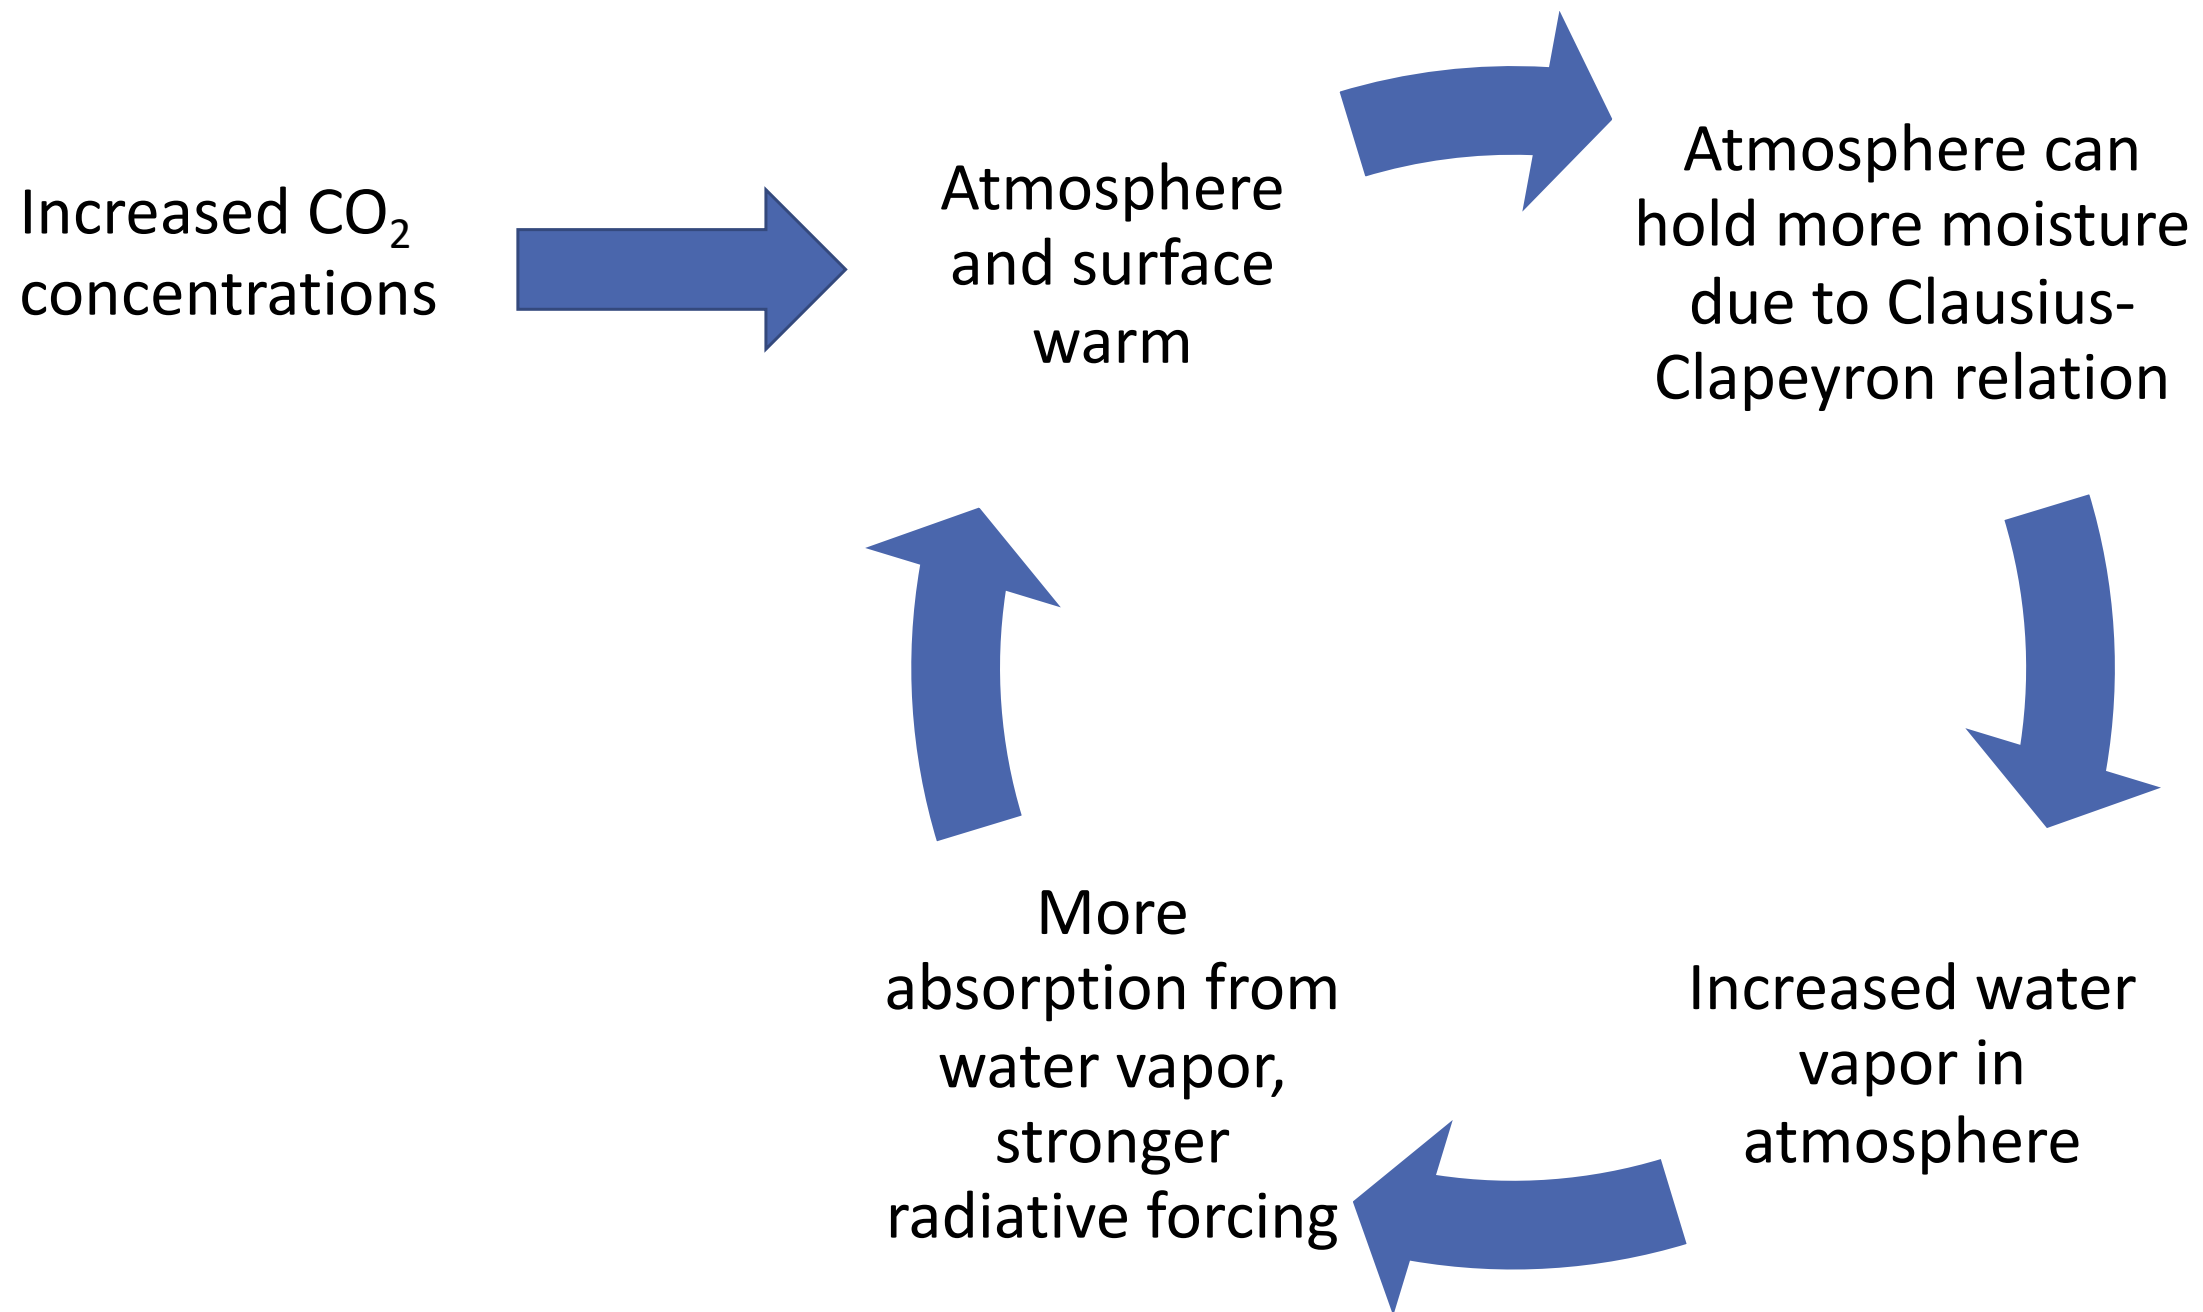 Increased CO₂
concentrations
Atmosphere
and surface
warm
Atmosphere can
hold more moisture
due to Clausius-
Clapeyron relation
Increased water
vapor in
atmosphere
More
absorption from
water vapor,
stronger
radiative forcing